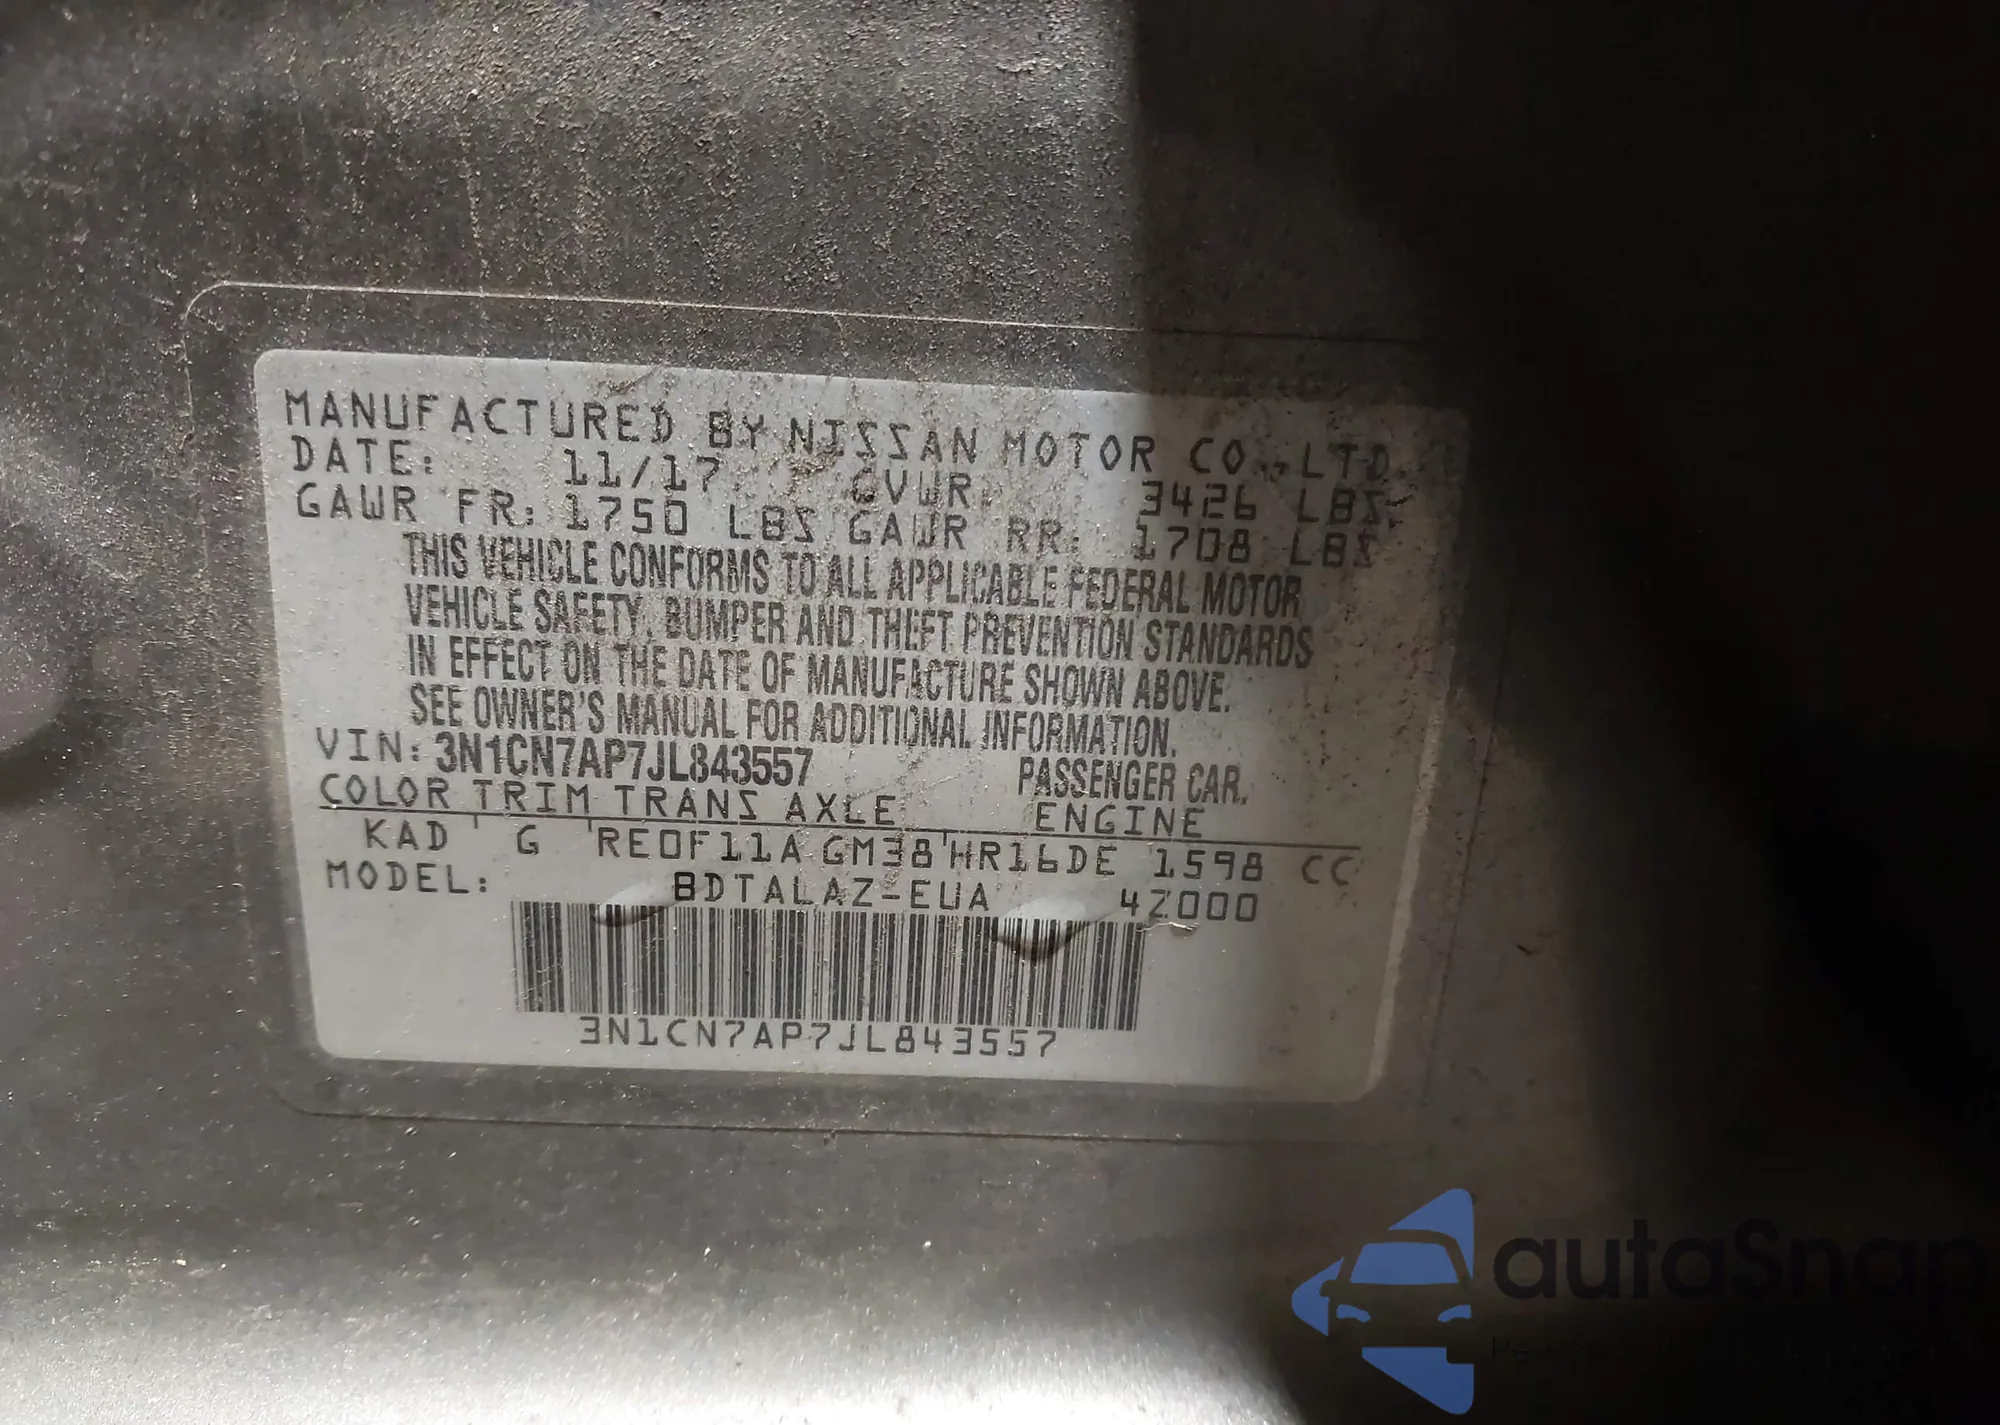 MANUFACTURED BY NISSAN MOTOR CO.,LTD.
DATE: 11/17 GVWR: 3426 LBS.
GAWR FR: 1750 LBS GAWR RR: 1708 LBS
THIS VEHICLE CONFORMS TO ALL APPLICABLE FEDERAL MOTOR
VEHICLE SAFETY, BUMPER AND THEFT PREVENTION STANDARDS
IN EFFECT ON THE DATE OF MANUFACTURE SHOWN ABOVE.
SEE OWNER'S MANUAL FOR ADDITIONAL INFORMATION.
VIN: 3N1CN7AP7JL843557 PASSENGER CAR.
COLOR TRIM TRANS AXLE ENGINE
KAD G RE0F11A GM38 HR16DE 1598 CC
MODEL: BDTALAZ-EUA 4Z000
3N1CN7AP7JL843557
autaSnap